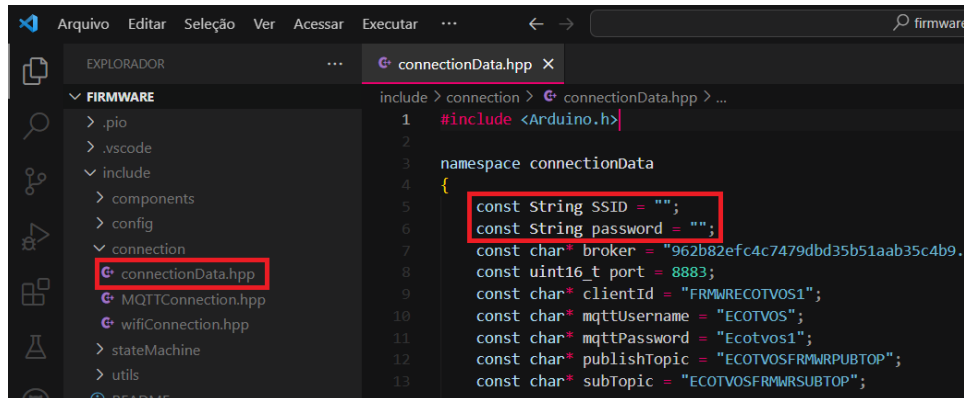 Arquivo Editar Seleção Ver Acessar Executar ··· ← → firmware
EXPLORADOR ···
connectionData.hpp ×
FIRMWARE
include > connection > connectionData.hpp > ...
> .pio
> .vscode
include
> components
> config
connection
connectionData.hpp
MQTTConnection.hpp
wifiConnection.hpp
> stateMachine
> utils
README
1 #include <Arduino.h>
2
3 namespace connectionData
4 {
5 const String SSID = "";
6 const String password = "";
7 const char* broker = "962b82efc4c7479dbd35b51aab35c4b9.
8 const uint16_t port = 8883;
9 const char* clientId = "FRMWRECOTVOS1";
10 const char* mqttUsername = "ECOTVOS";
11 const char* mqttPassword = "Ecotvos1";
12 const char* publishTopic = "ECOTVOSFRMWRPUBTOP";
13 const char* subTopic = "ECOTVOSFRMWRSUBTOP";